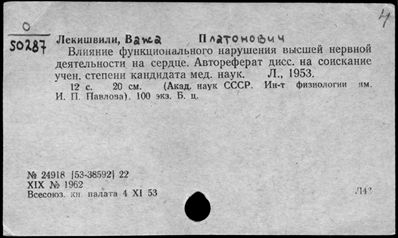 0
50287
4
Лекишвили, Важа Платонович
Влияние функционального нарушения высшей нервной
деятельности на сердце. Автореферат дисс. на соискание
учен. степени кандидата мед. наук. Л., 1953.
12 с. 20 см. (Акад. наук СССР. Ин-т физиологии им.
И. П. Павлова). 100 экз. Б. ц.
№ 24918 [53-38592] 22
XIX № 1962
Всесоюз. кн. палата 4 XI 53